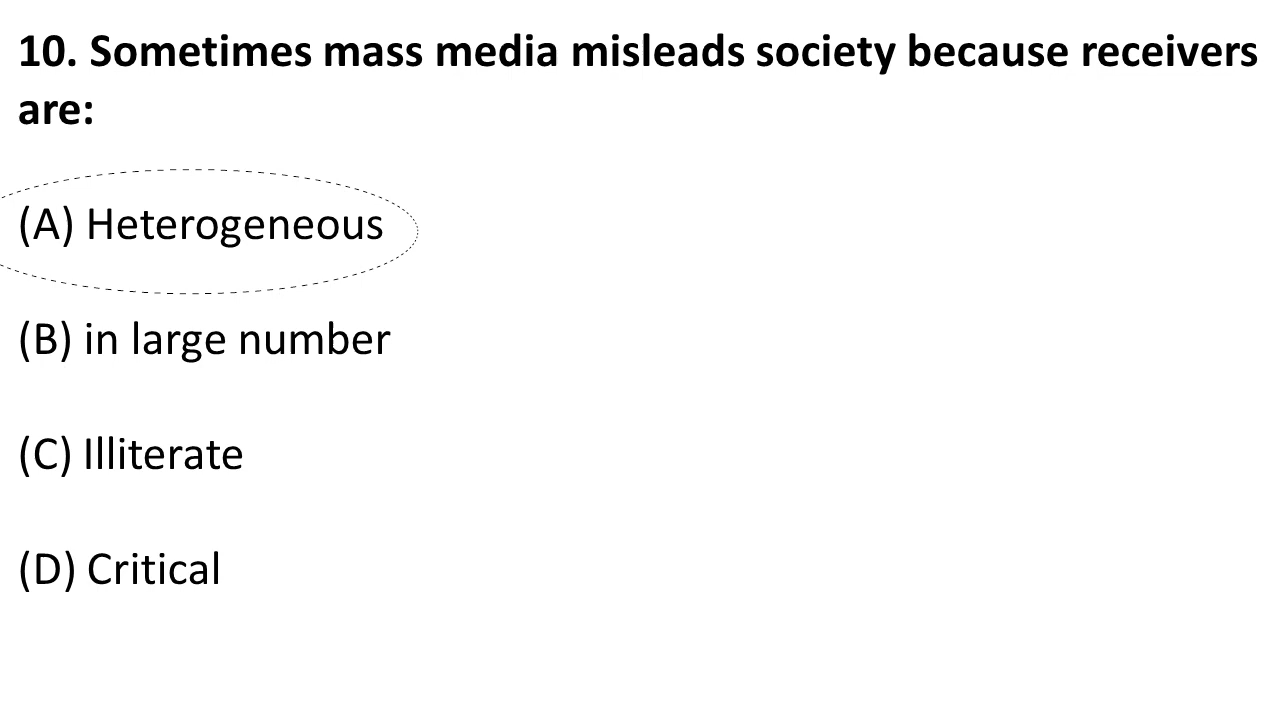 10. Sometimes mass media misleads society because receivers
are:
(A) Heterogeneous
(B) in large number
(C) Illiterate
(D) Critical